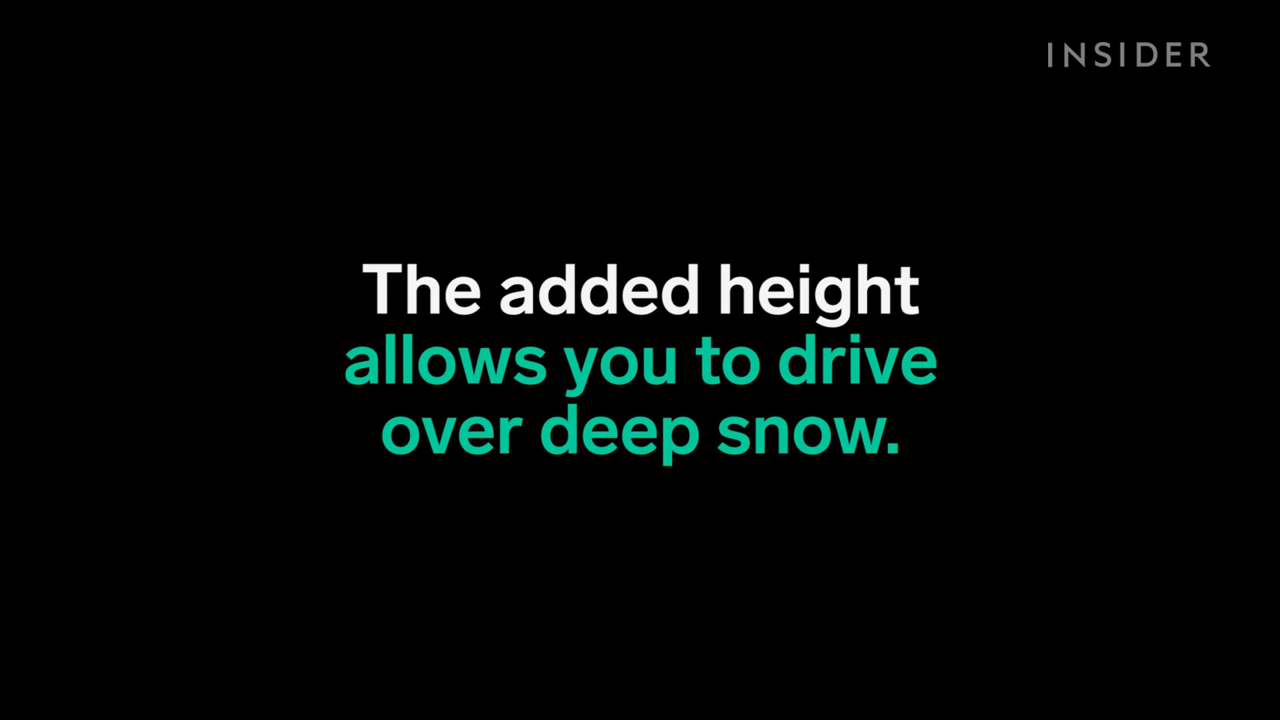 INSIDER
The added height
allows you to drive
over deep snow.